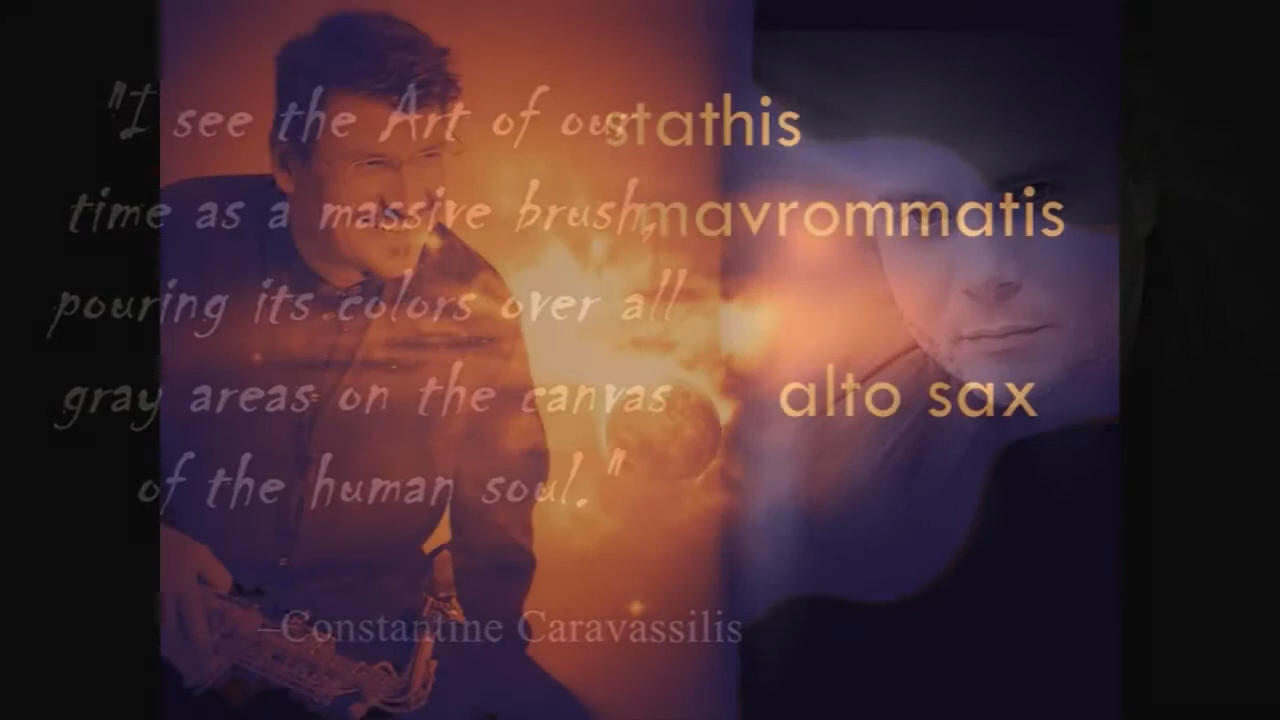 "I see the Art of our
time as a massive brush,
pouring its colors over all
gray areas on the canvas
of the human soul."
–Constantine Caravassilis
stathis
mavrommatis
alto sax